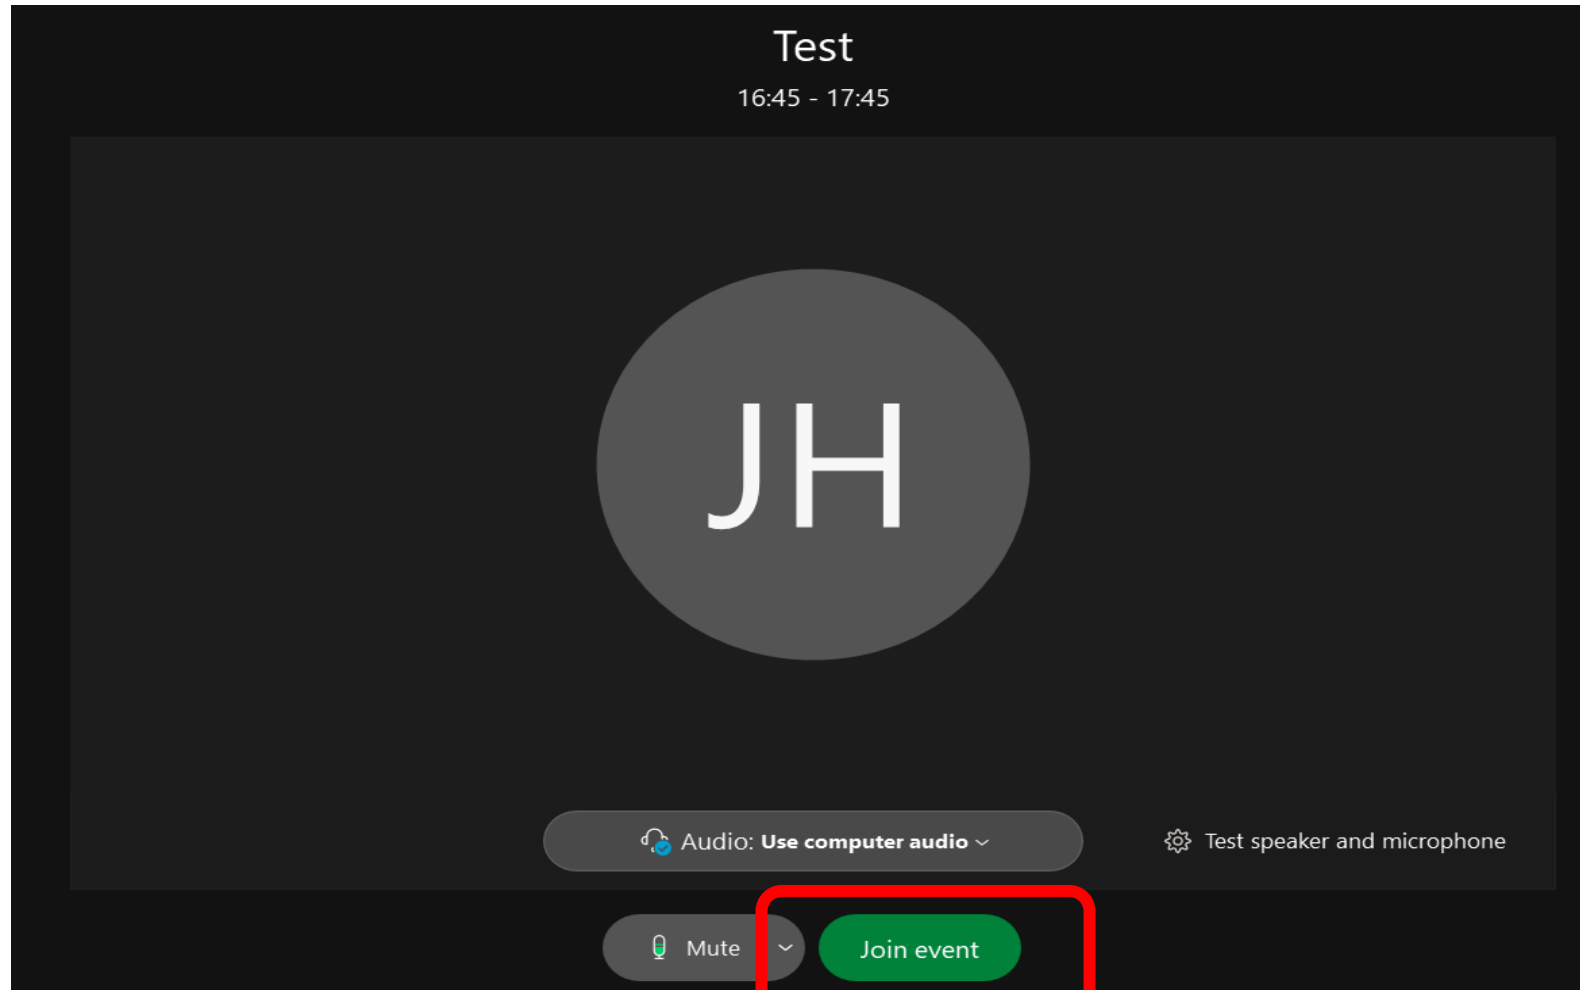 Test
16:45 - 17:45
JH
Audio: Use computer audio
Test speaker and microphone
Mute
Join event